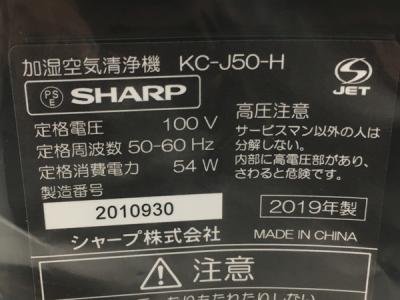 加湿空気清浄機 KC-J50-H
PS
E
SHARP
JET
定格電圧 100 V
定格周波数 50-60 Hz
定格消費電力 54 W
製造番号
2010930
シャープ株式会社
高圧注意
サービスマン以外の人は
分解しない。
内部に高電圧部があり、
さわると危険です。
2019年製
MADE IN CHINA
注意